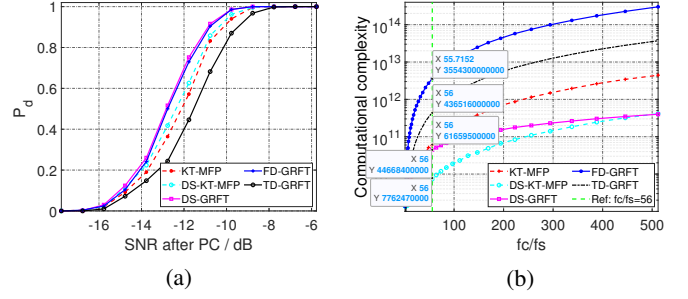 1
0.8
0.6
0.4
0.2
0
P_d
KT-MFP
DS-KT-MFP
DS-GRFT
FD-GRFT
TD-GRFT
-16 -14 -12 -10 -8 -6
SNR after PC / dB
(a)
10^14
10^13
10^12
10^11
Computational complexity
X 55.7152
Y 3554300000000
X 56
Y 436516000000
X 56
Y 61659500000
X 56
Y 44668400000
X 56
Y 7762470000
KT-MFP
DS-KT-MFP
DS-GRFT
FD-GRFT
TD-GRFT
Ref: fc/fs=56
0 100 200 300 400 500
fc/fs
(b)